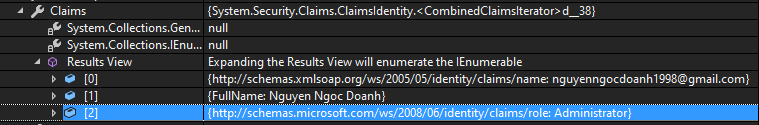 Claims {System.Security.Claims.ClaimsIdentity.<CombinedClaimsIterator>d__38}
System.Collections.Gen... null
System.Collections.IEnu... null
Results View Expanding the Results View will enumerate the IEnumerable
[0] {http://schemas.xmlsoap.org/ws/2005/05/identity/claims/name: nguyenngocdoanh1998@gmail.com}
[1] {FullName: Nguyen Ngoc Doanh}
[2] {http://schemas.microsoft.com/ws/2008/06/identity/claims/role: Administrator}